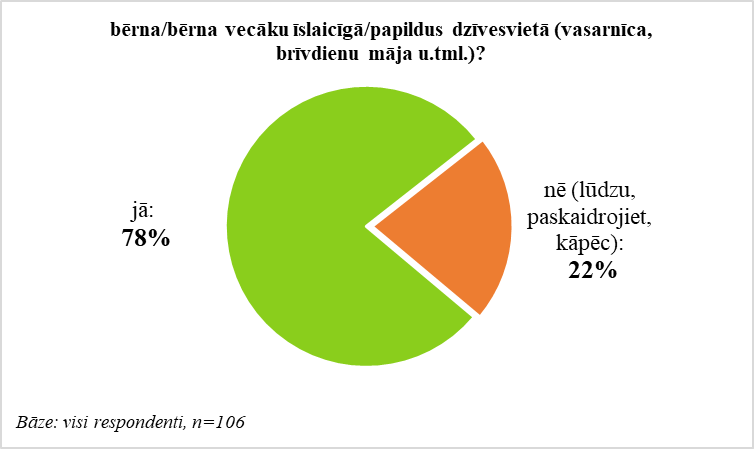 bērna/bērna vecāku īslaicīgā/papildus dzīvesvietā (vasarnīca,
brīvdienu māja u.tml.)?
jā:
78%
nē (lūdzu,
paskaidrojiet,
kāpēc):
22%
Bāze: visi respondenti, n=106